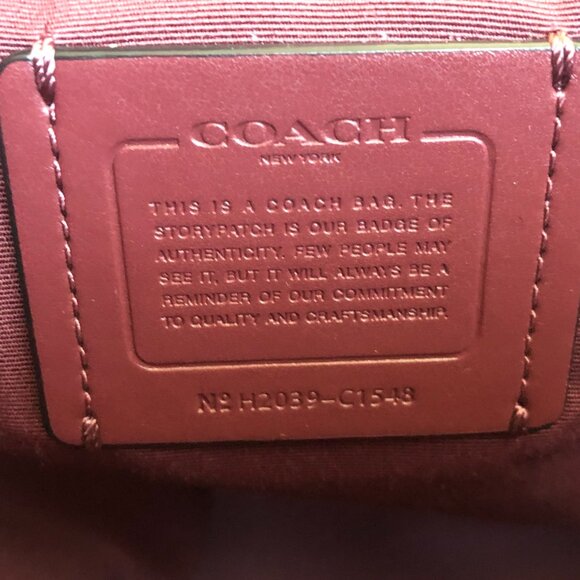 COACH
NEW YORK
THIS IS A COACH BAG. THE
STORYPATCH IS OUR BADGE OF
AUTHENTICITY. FEW PEOPLE MAY
SEE IT, BUT IT WILL ALWAYS BE A
REMINDER OF OUR COMMITMENT
TO QUALITY AND CRAFTSMANSHIP.
Nº H2039-C1548